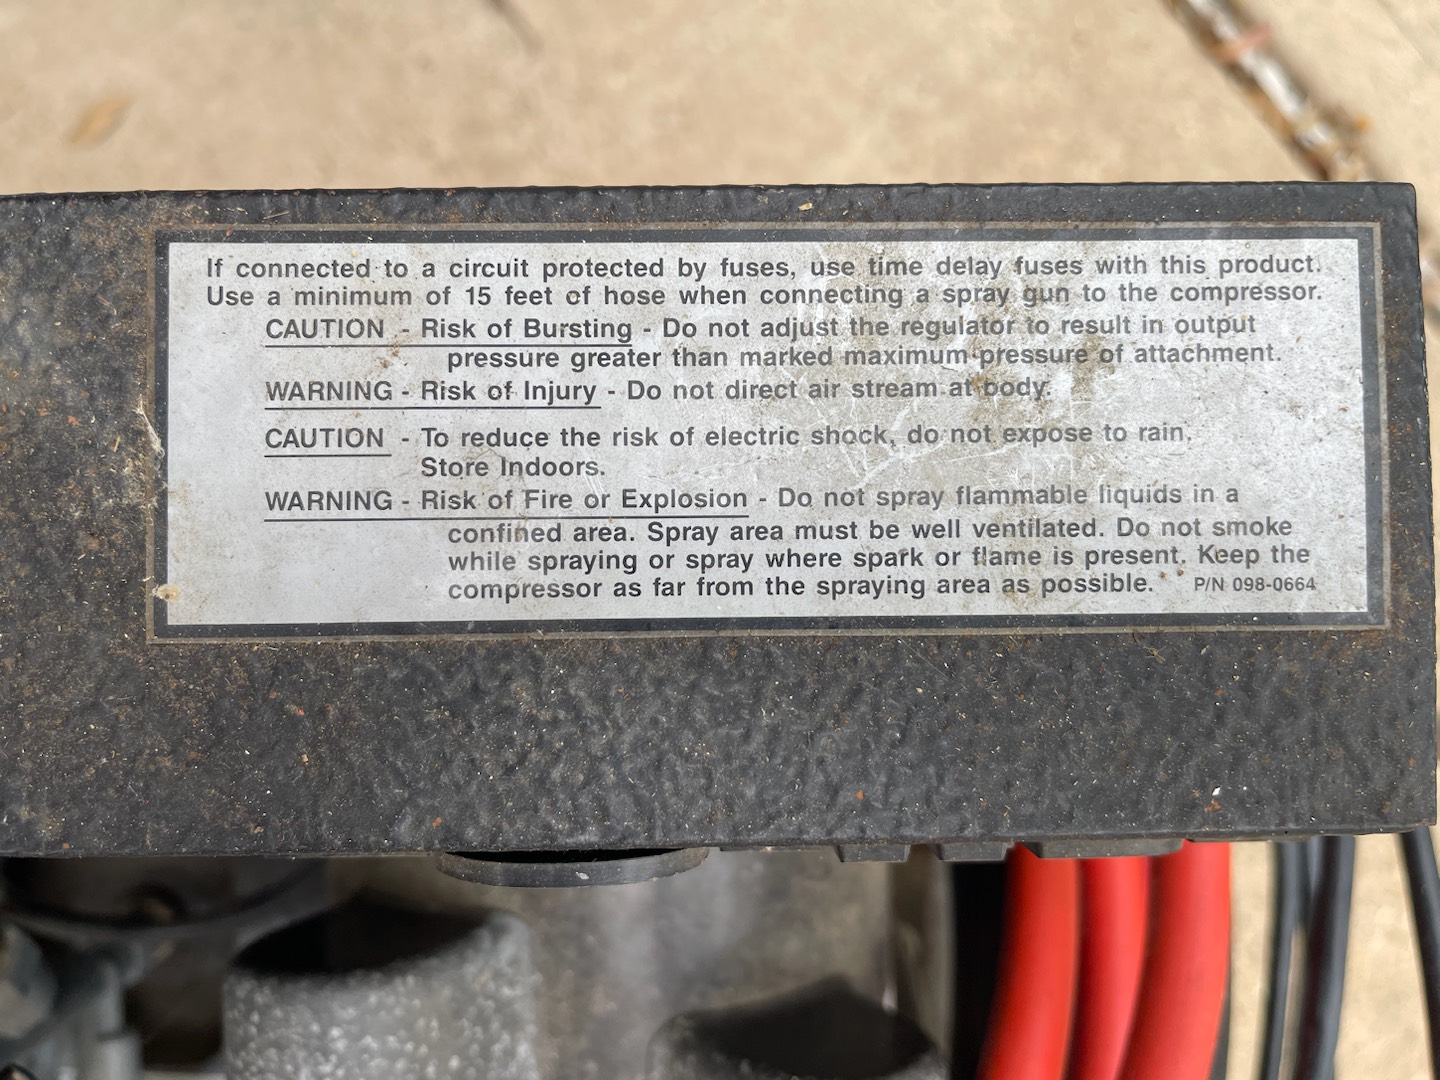 If connected to a circuit protected by fuses, use time delay fuses with this product.
Use a minimum of 15 feet of hose when connecting a spray gun to the compressor.
CAUTION - Risk of Bursting - Do not adjust the regulator to result in output
pressure greater than marked maximum pressure of attachment.
WARNING - Risk of Injury - Do not direct air stream at body.
CAUTION - To reduce the risk of electric shock, do not expose to rain.
Store Indoors.
WARNING - Risk of Fire or Explosion - Do not spray flammable liquids in a
confined area. Spray area must be well ventilated. Do not smoke
while spraying or spray where spark or flame is present. Keep the
compressor as far from the spraying area as possible. P/N 098-0664